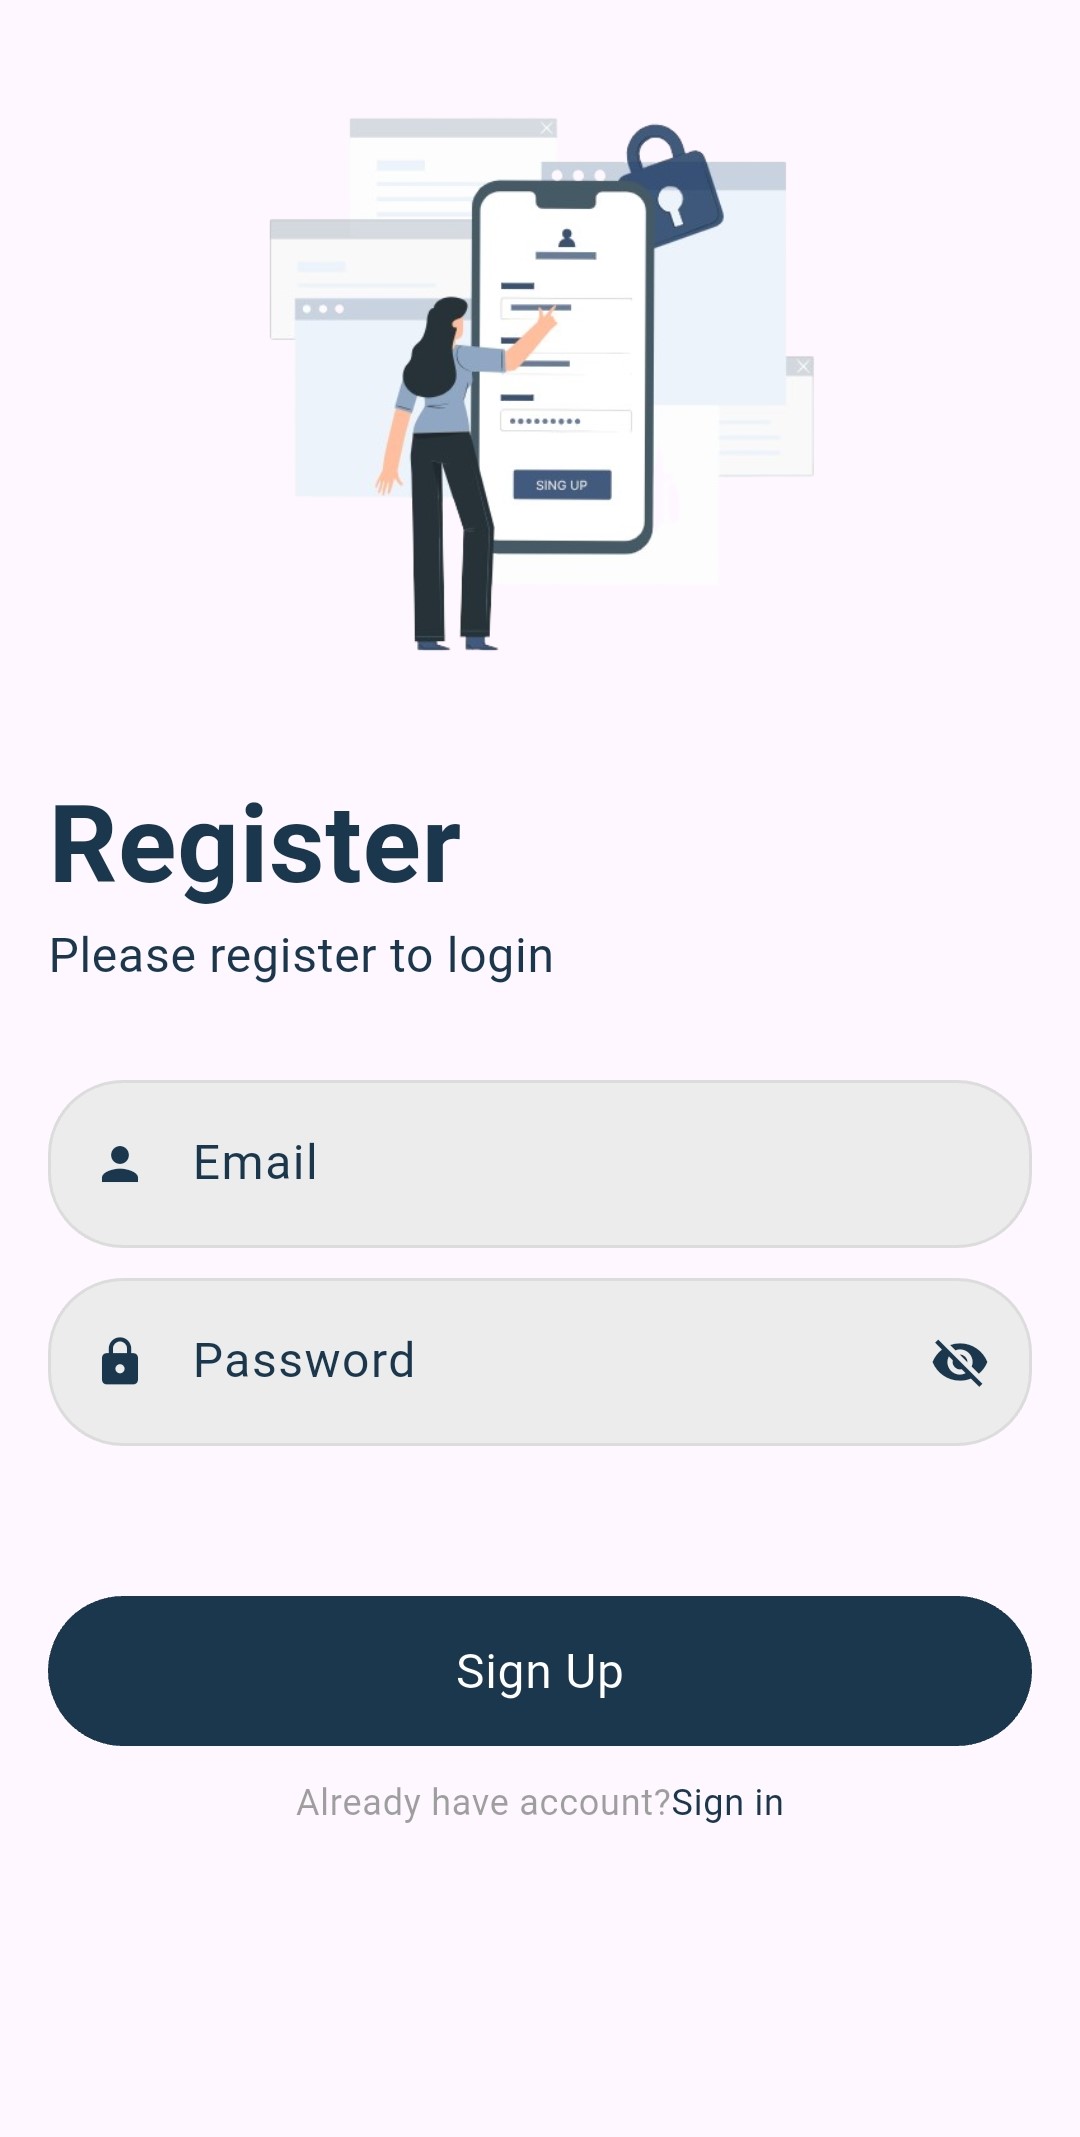 SING UP
Register
Please register to login
Email
Password
Sign Up
Already have account?Sign in